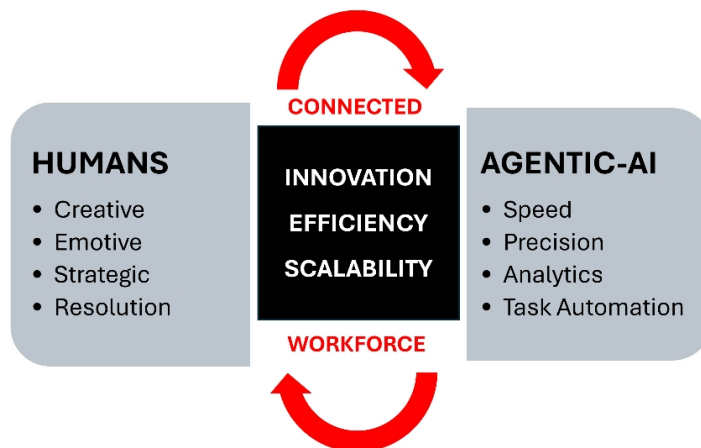 CONNECTED
HUMANS
• Creative
• Emotive
• Strategic
• Resolution
INNOVATION
EFFICIENCY
SCALABILITY
AGENTIC-AI
• Speed
• Precision
• Analytics
• Task Automation
WORKFORCE